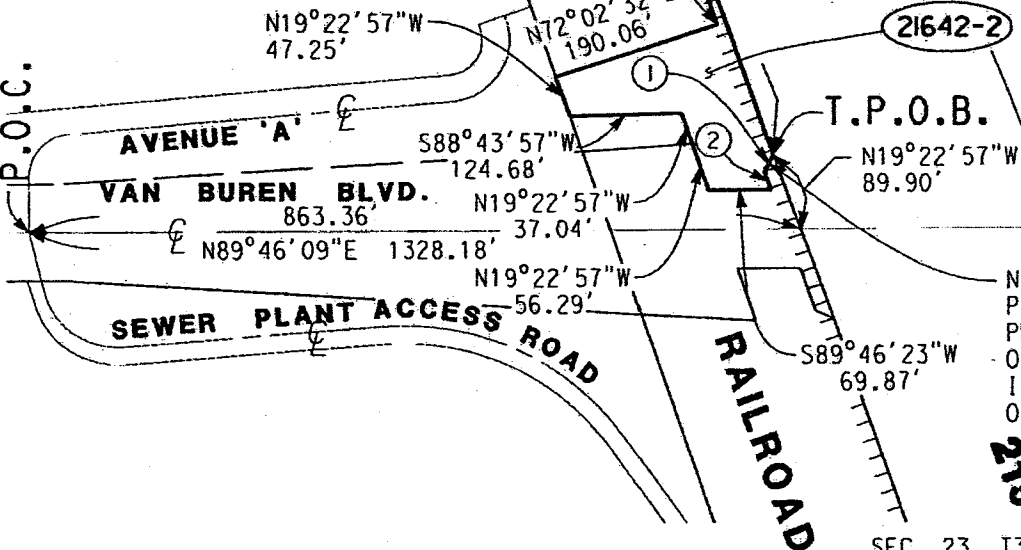 N19°22'57"W
47.25'
N72°02'32"
190.06'
21642-2
P.O.C.
℄
AVENUE 'A'
1
T.P.O.B.
S88°43'57"W
124.68'
2
N19°22'57"W
89.90'
VAN BUREN BLVD.
863.36'
N19°22'57"W
37.04'
℄
N89°46'09"E 1328.18'
N19°22'57"W
56.29'
SEWER PLANT ACCESS ROAD
℄
S89°46'23"W
69.87'
RAILROAD
N
P
P
O
I
O
SEC. 23